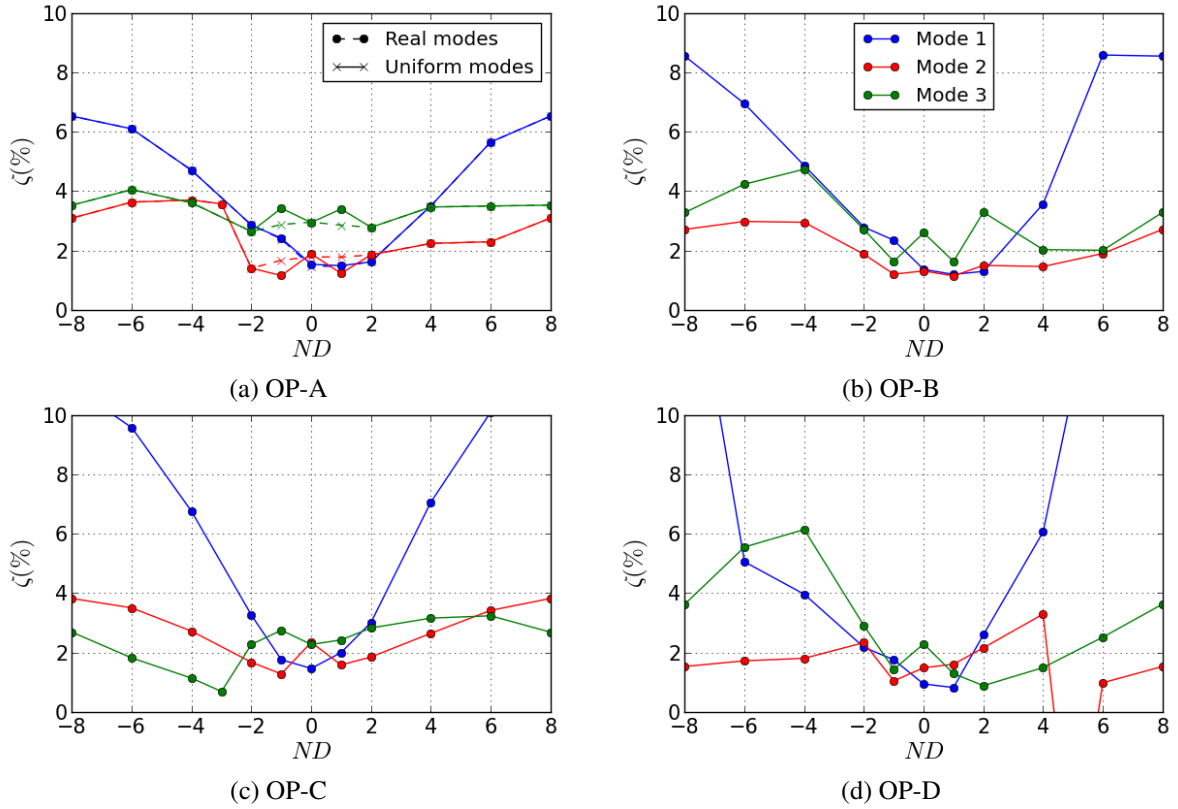 10
8
6
4
2
0
ζ(%)
−8 −6 −4 −2 0 2 4 6 8
ND
Real modes
Uniform modes
(a) OP-A
10
8
6
4
2
0
ζ(%)
−8 −6 −4 −2 0 2 4 6 8
ND
Mode 1
Mode 2
Mode 3
(b) OP-B
10
8
6
4
2
0
ζ(%)
−8 −6 −4 −2 0 2 4 6 8
ND
(c) OP-C
10
8
6
4
2
0
ζ(%)
−8 −6 −4 −2 0 2 4 6 8
ND
(d) OP-D